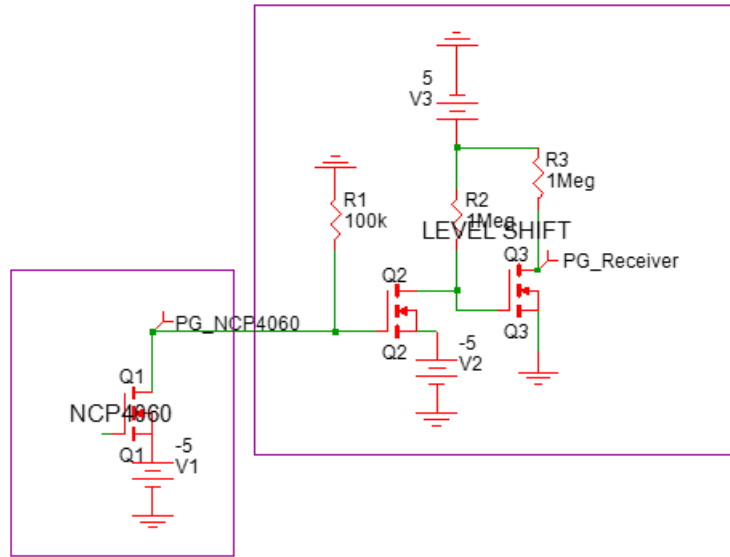 5
V3
R3
1Meg
R1
100k
R2
1Meg
LEVEL SHIFT
Q3
PG_Receiver
Q2
PG_NCP4060
Q3
-5
V2
Q2
Q1
NCP4060
Q1
-5
V1